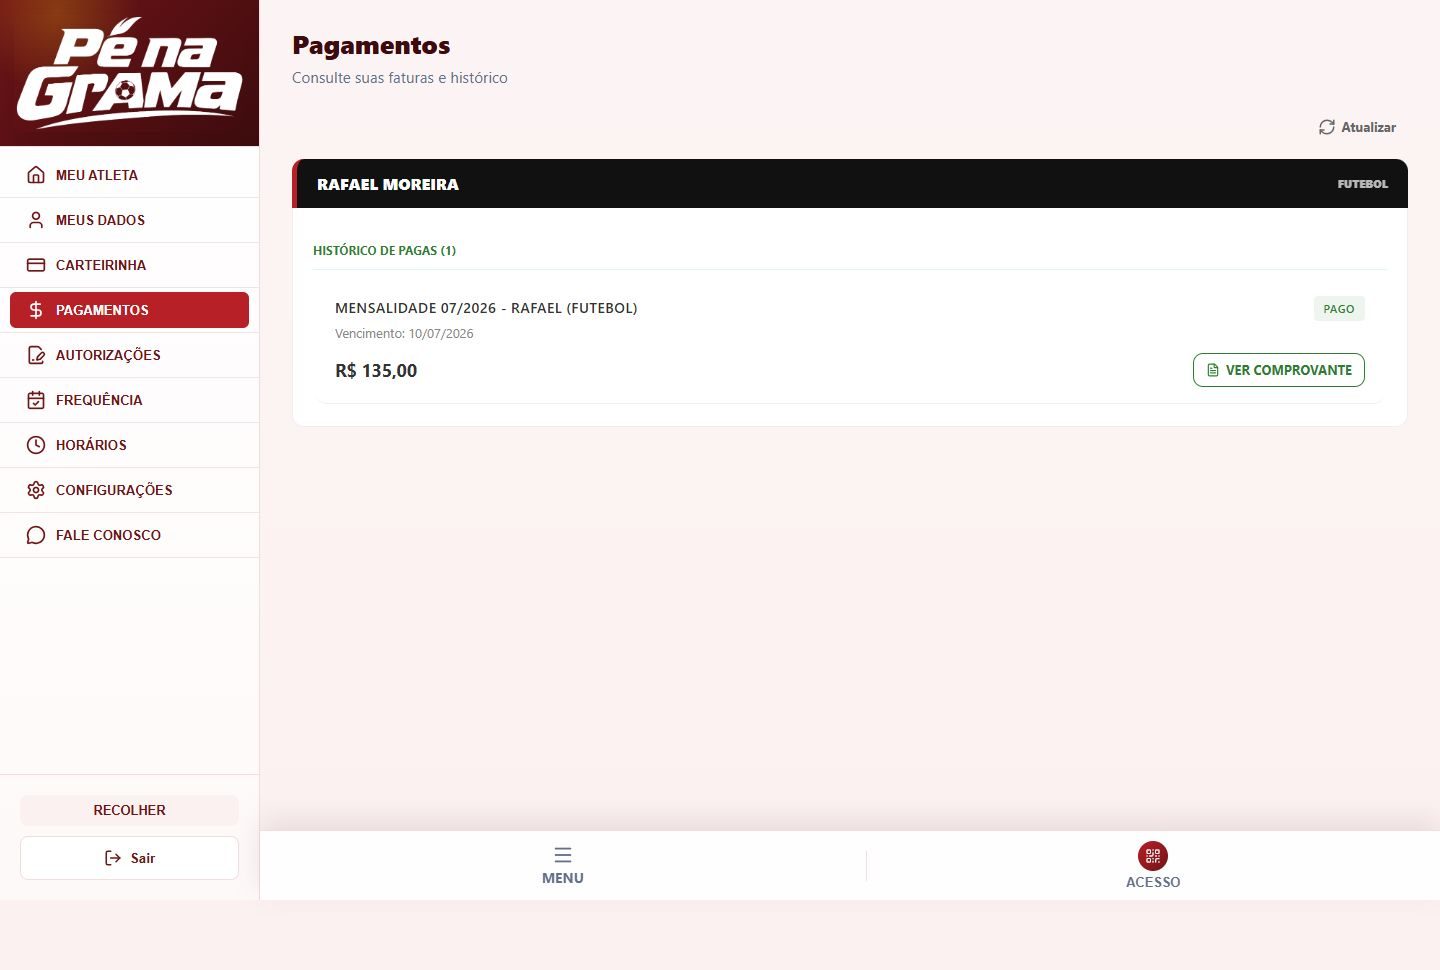 Pé na
GRAMA
MEU ATLETA
MEUS DADOS
CARTEIRINHA
PAGAMENTOS
AUTORIZAÇÕES
FREQUÊNCIA
HORÁRIOS
CONFIGURAÇÕES
FALE CONOSCO
RECOLHER
Sair
Pagamentos
Consulte suas faturas e histórico
Atualizar
RAFAEL MOREIRA
FUTEBOL
HISTÓRICO DE PAGAS (1)
MENSALIDADE 07/2026 - RAFAEL (FUTEBOL)
PAGO
Vencimento: 10/07/2026
R$ 135,00
VER COMPROVANTE
MENU
ACESSO